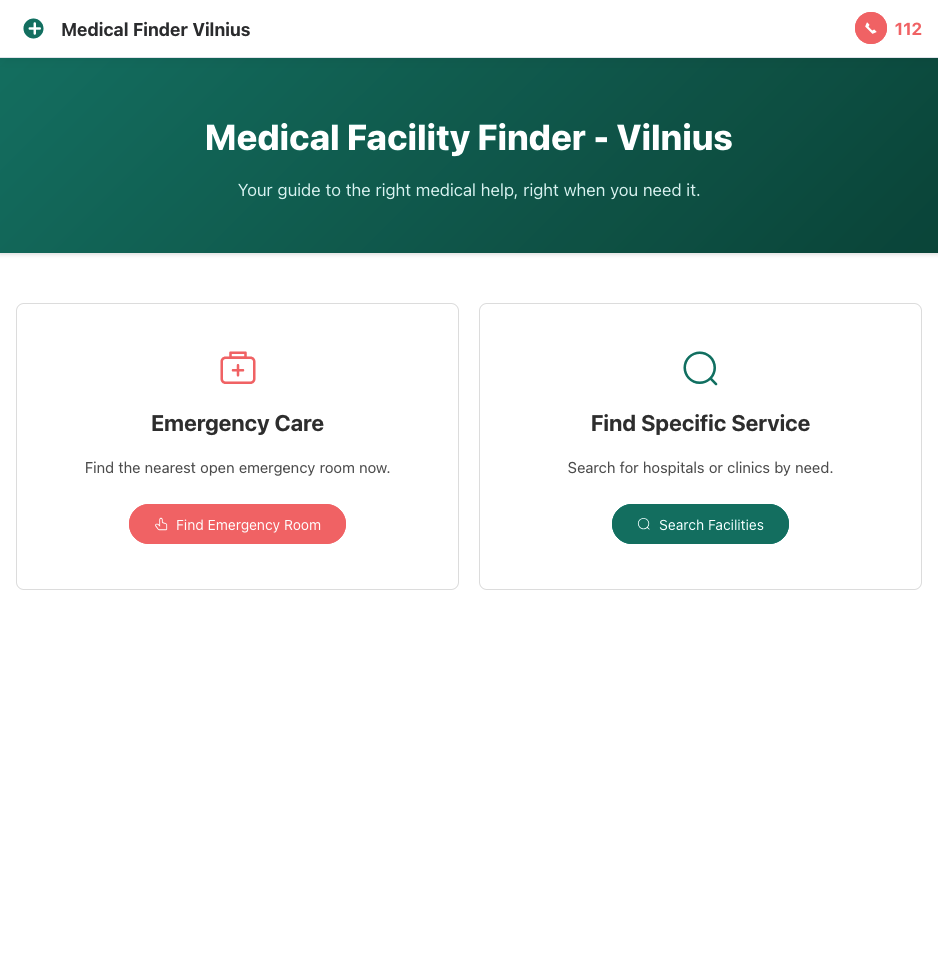 Medical Finder Vilnius
112
Medical Facility Finder - Vilnius
Your guide to the right medical help, right when you need it.
Emergency Care
Find the nearest open emergency room now.
Find Emergency Room
Find Specific Service
Search for hospitals or clinics by need.
Search Facilities